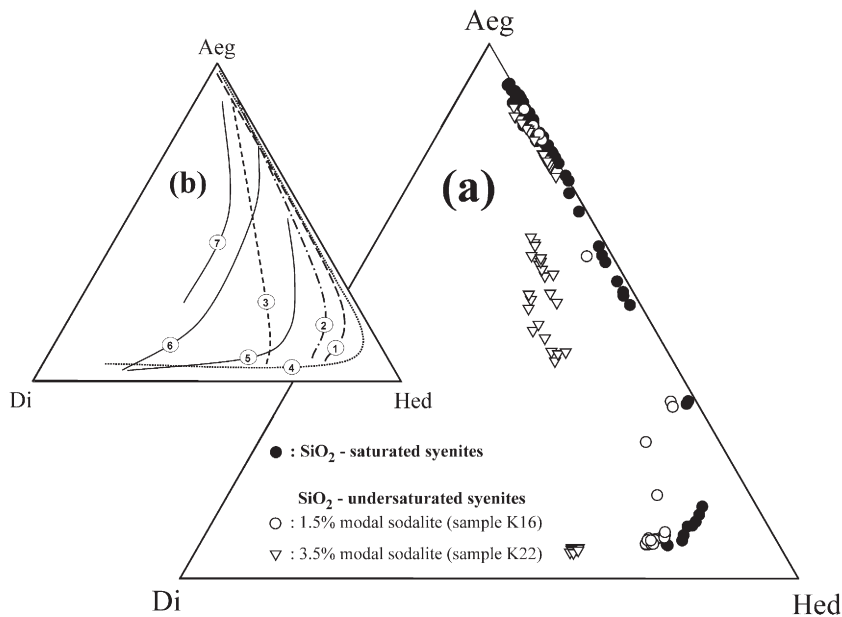 Aeg
Aeg
(b)
(a)
7
3
2
6
5
1
4
Di
Hed
● : SiO2 - saturated syenites
SiO2 - undersaturated syenites
○ : 1.5% modal sodalite (sample K16)
▽ : 3.5% modal sodalite (sample K22)
Di
Hed